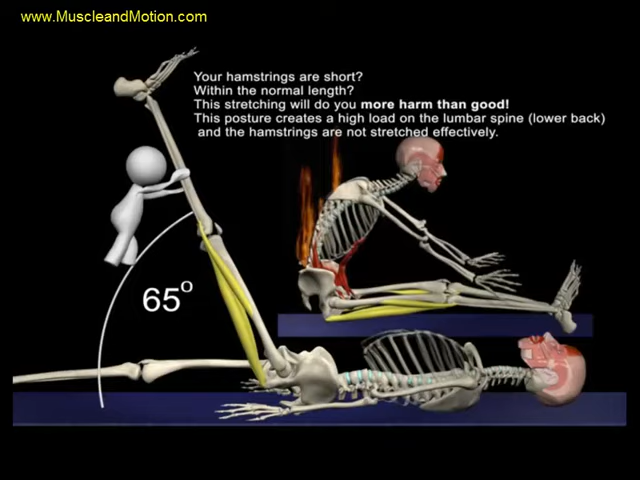 www.MuscleandMotion.com
Your hamstrings are short?
Within the normal length?
This stretching will do you more harm than good!
This posture creates a high load on the lumbar spine (lower back)
and the hamstrings are not stretched effectively.
65°